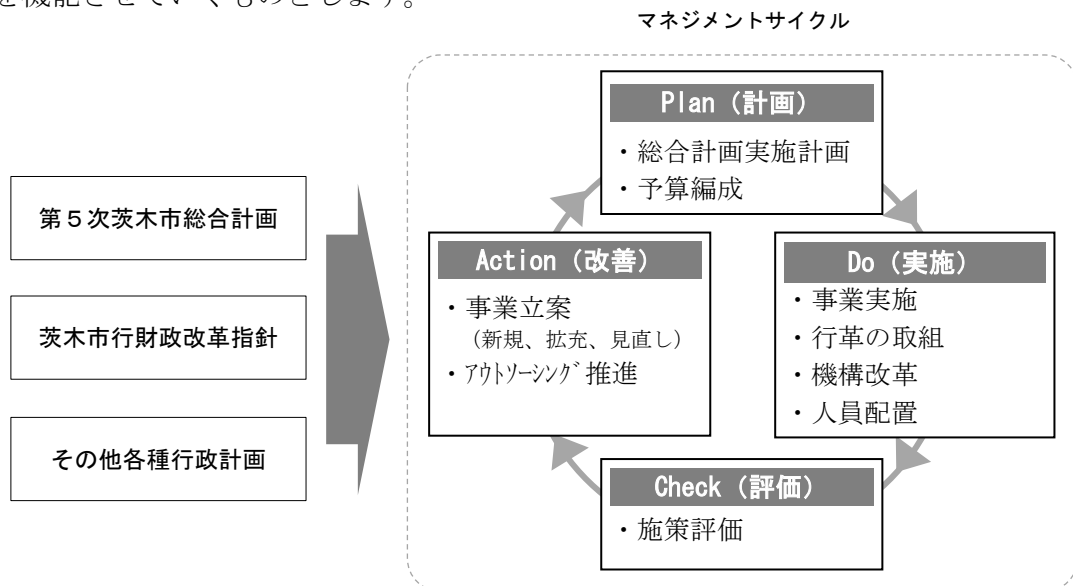 を機能させていくものとします。
マネジメントサイクル
第５次茨木市総合計画
茨木市行財政改革指針
その他各種行政計画
Plan（計画）
・総合計画実施計画
・予算編成
Action（改善）
・事業立案
（新規、拡充、見直し）
・ｱｳﾄｿｰｼﾝｸﾞ推進
Do（実施）
・事業実施
・行革の取組
・機構改革
・人員配置
Check（評価）
・施策評価